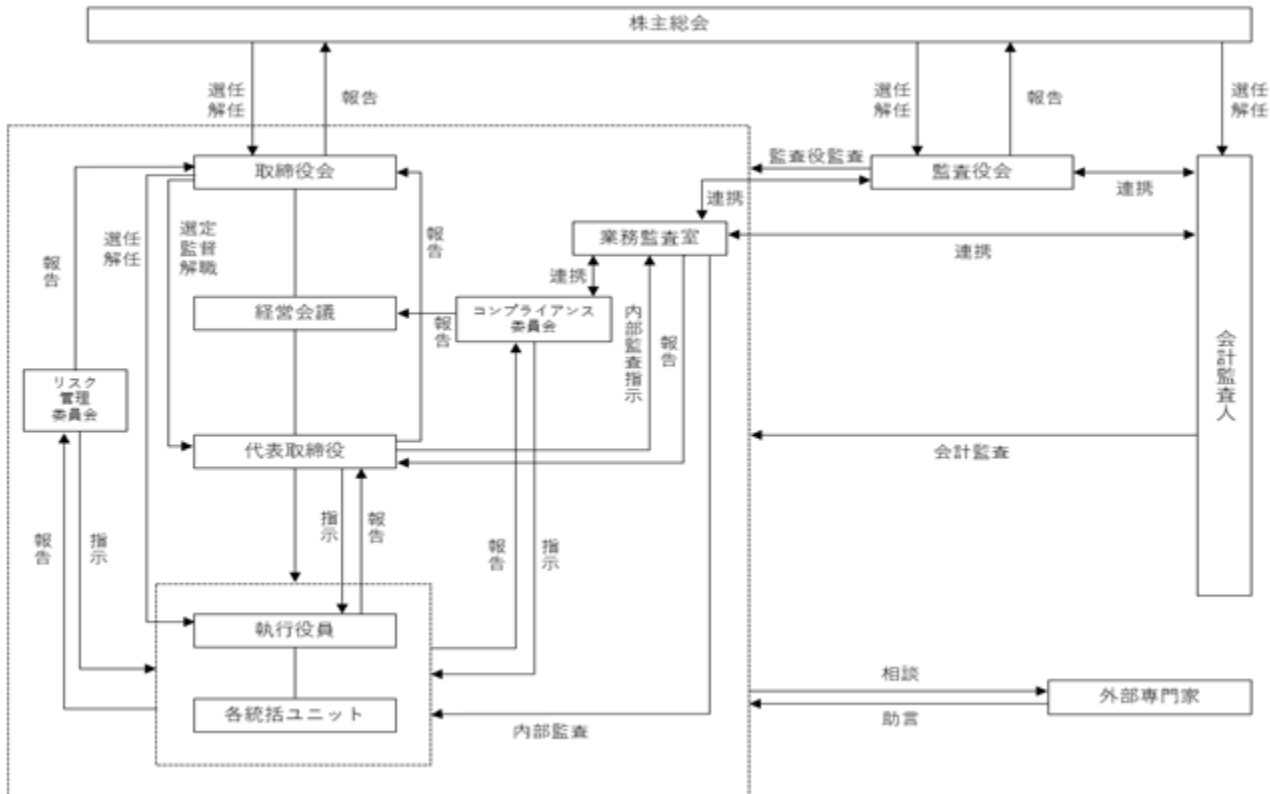 株主総会
選任
解任
報告
選任
解任
報告
選任
解任
取締役会
監査役監査
監査役会
連携
連携
業務監査室
連携
報告
選任
解任
選定
監督
解職
報告
連携
経営会議
報告
コンプライアンス
委員会
内部監査指示
報告
会計監査人
リスク
管理
委員会
代表取締役
会計監査
報告
指示
指示
報告
報告
指示
執行役員
各統括ユニット
内部監査
相談
助言
外部専門家